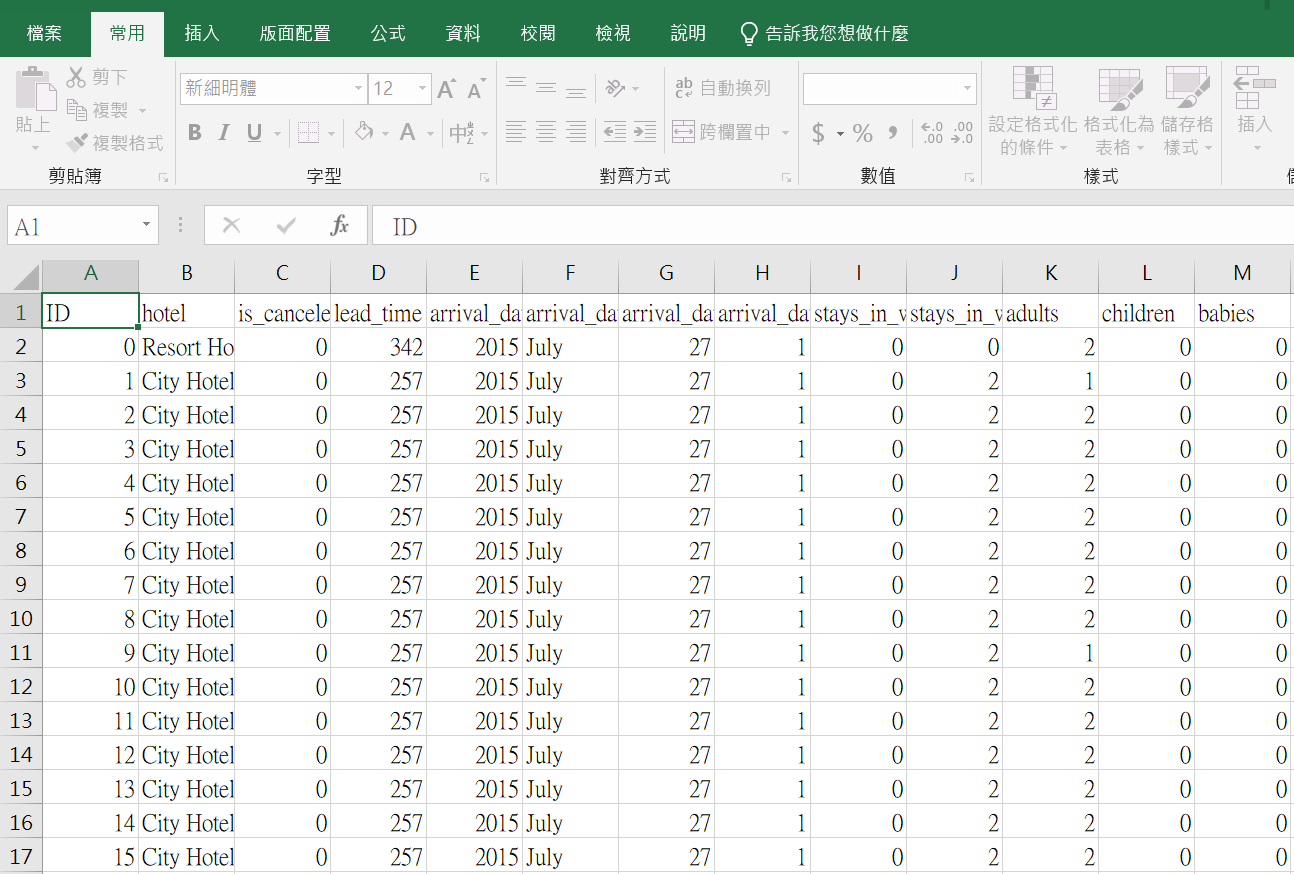 檔案 常用 插入 版面配置 公式 資料 校閱 檢視 說明 告訴我您想做什麼
貼上 剪下 複製 複製格式
新細明體 12 A A
B I U A 中
ab 自動換列
跨欄置中
$ % , .0 .00 .00 .0
設定格式化的條件 格式化為表格 儲存格樣式 插入
剪貼簿 字型 對齊方式 數值 樣式
A1 fx ID
A B C D E F G H I J K L M
1 ID hotel is_cancele lead_time arrival_da arrival_da arrival_da arrival_da stays_in_v stays_in_v adults children babies
2 0 Resort Ho 0 342 2015 July 27 1 0 0 2 0 0
3 1 City Hotel 0 257 2015 July 27 1 0 2 1 0 0
4 2 City Hotel 0 257 2015 July 27 1 0 2 2 0 0
5 3 City Hotel 0 257 2015 July 27 1 0 2 2 0 0
6 4 City Hotel 0 257 2015 July 27 1 0 2 2 0 0
7 5 City Hotel 0 257 2015 July 27 1 0 2 2 0 0
8 6 City Hotel 0 257 2015 July 27 1 0 2 2 0 0
9 7 City Hotel 0 257 2015 July 27 1 0 2 2 0 0
10 8 City Hotel 0 257 2015 July 27 1 0 2 2 0 0
11 9 City Hotel 0 257 2015 July 27 1 0 2 1 0 0
12 10 City Hotel 0 257 2015 July 27 1 0 2 2 0 0
13 11 City Hotel 0 257 2015 July 27 1 0 2 2 0 0
14 12 City Hotel 0 257 2015 July 27 1 0 2 2 0 0
15 13 City Hotel 0 257 2015 July 27 1 0 2 2 0 0
16 14 City Hotel 0 257 2015 July 27 1 0 2 2 0 0
17 15 City Hotel 0 257 2015 July 27 1 0 2 2 0 0